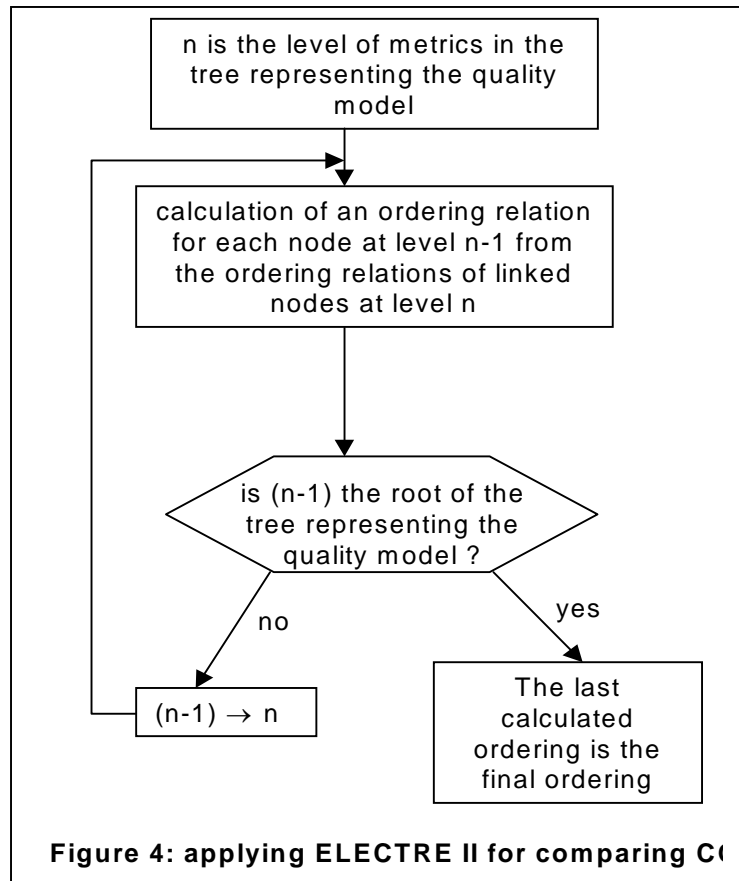 n is the level of metrics in the
tree representing the quality
model
calculation of an ordering relation
for each node at level n-1 from
the ordering relations of linked
nodes at level n
is (n-1) the root of the
tree representing the
quality model ?
no
yes
(n-1) → n
The last
calculated
ordering is the
final ordering
Figure 4: applying ELECTRE II for comparing